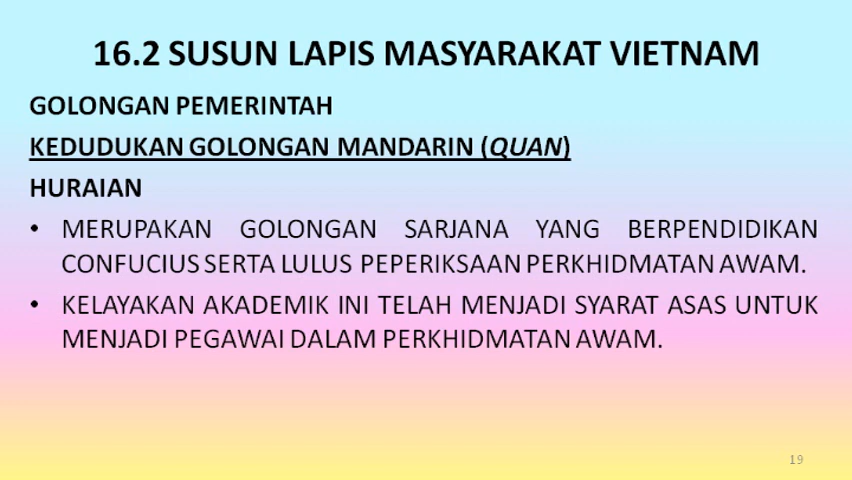 16.2 SUSUN LAPIS MASYARAKAT VIETNAM
GOLONGAN PEMERINTAH
KEDUDUKAN GOLONGAN MANDARIN (QUAN)
HURAIAN
• MERUPAKAN GOLONGAN SARJANA YANG BERPENDIDIKAN
CONFUCIUS SERTA LULUS PEPERIKSAAN PERKHIDMATAN AWAM.
• KELAYAKAN AKADEMIK INI TELAH MENJADI SYARAT ASAS UNTUK
MENJADI PEGAWAI DALAM PERKHIDMATAN AWAM.
19